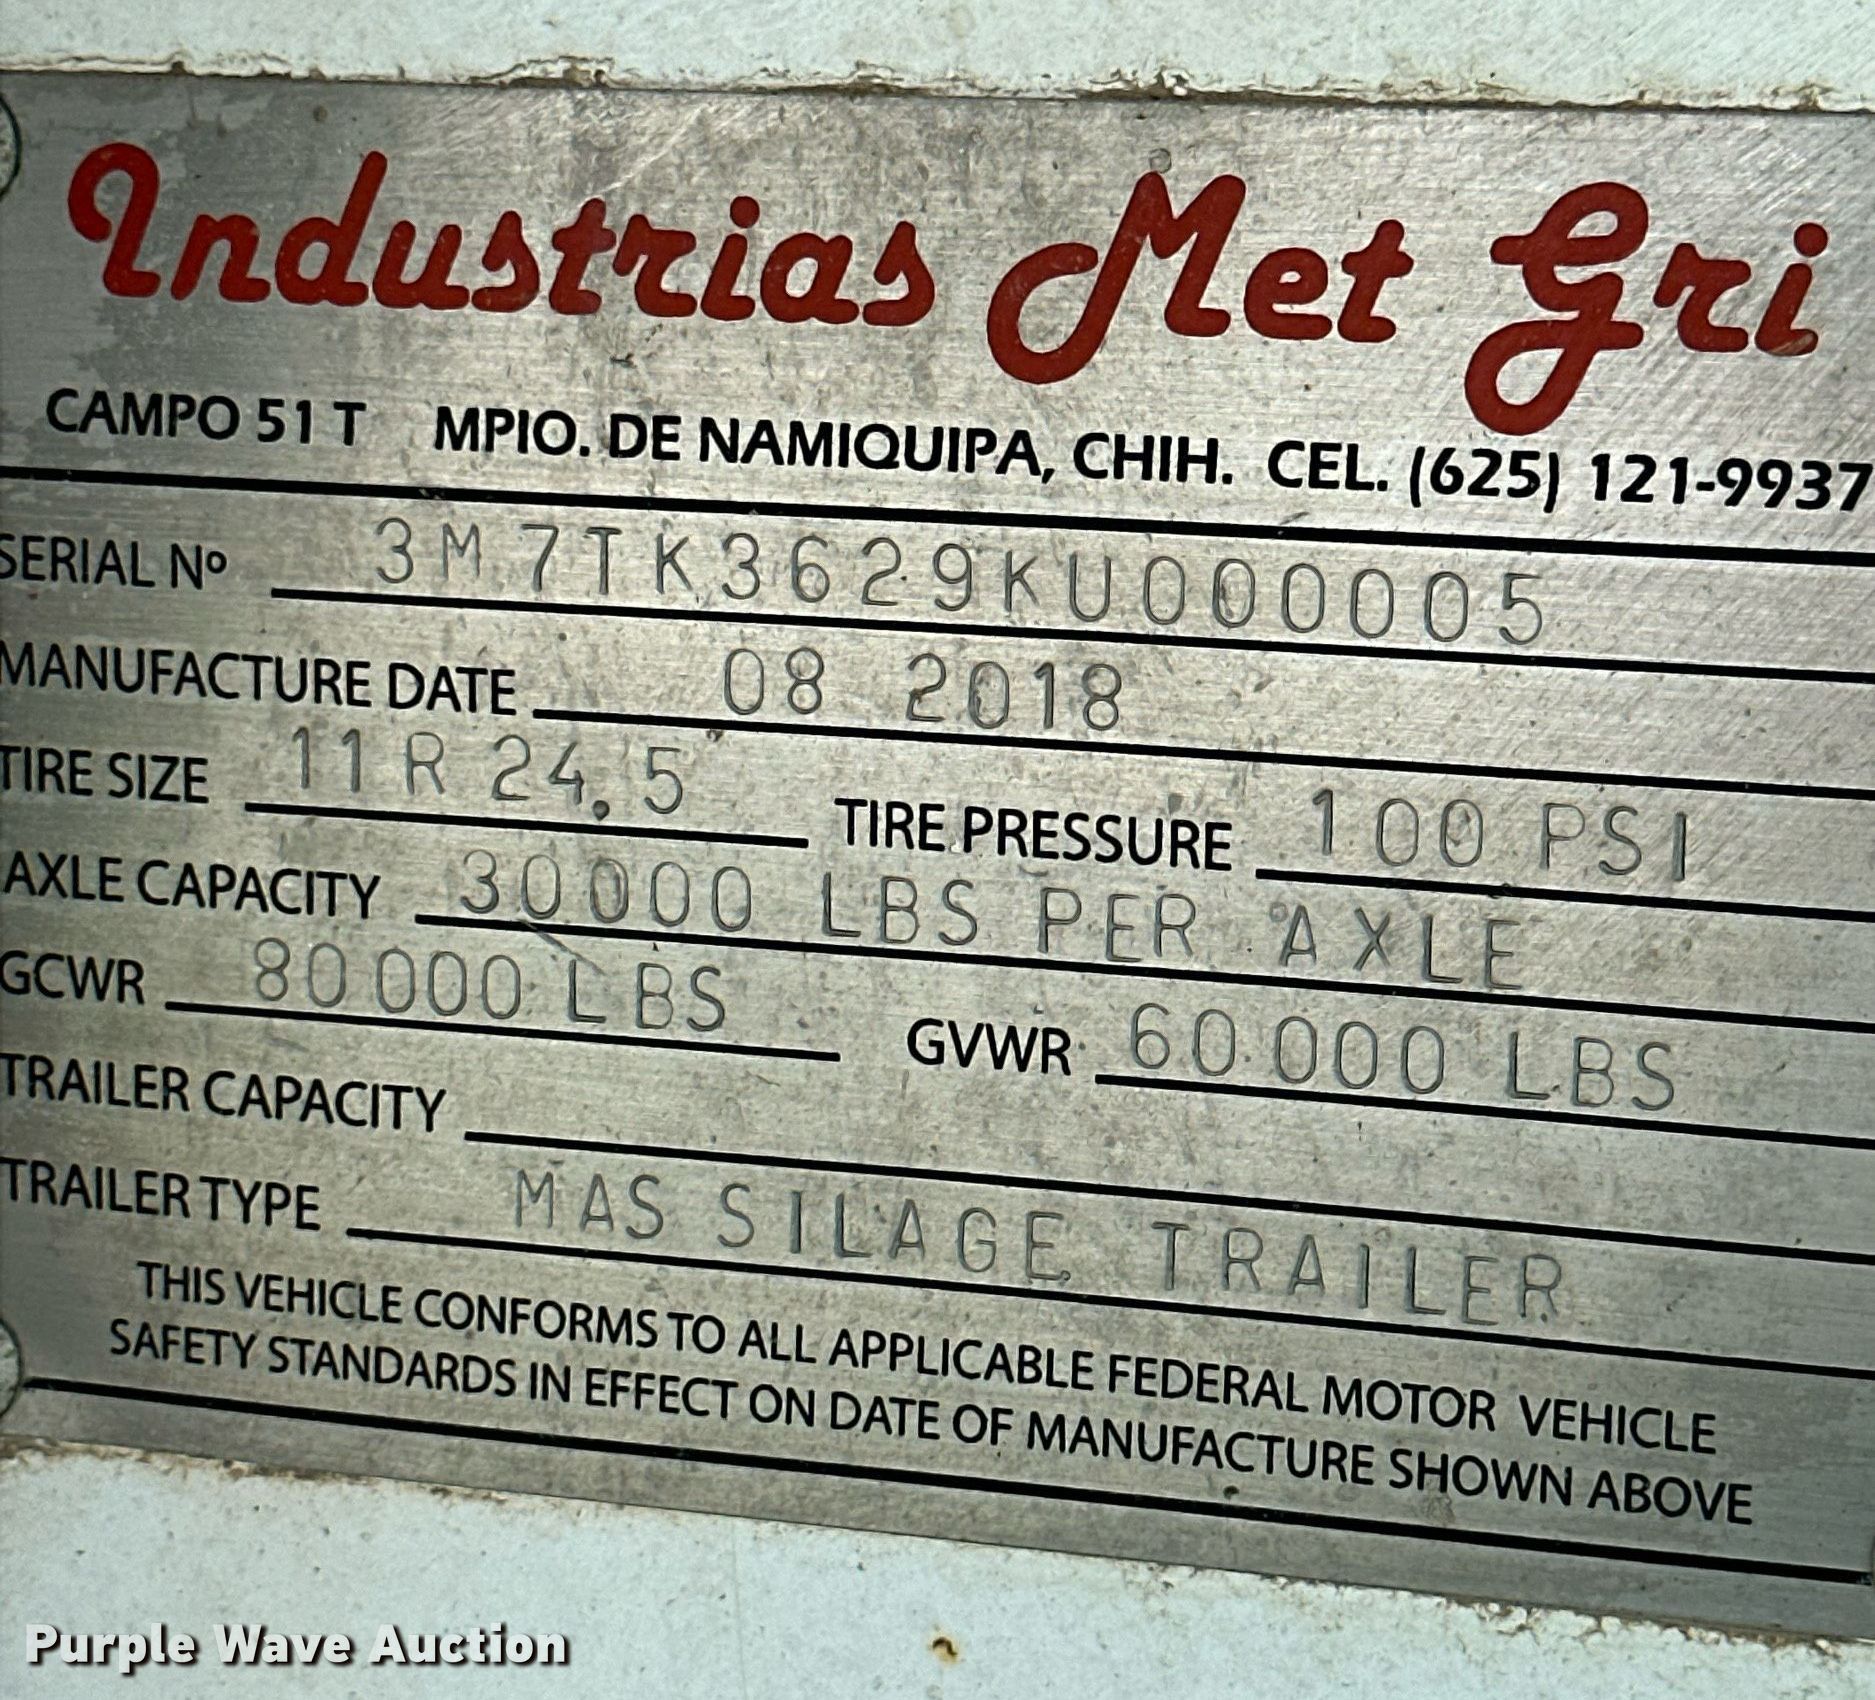 Industrias Met Gri
CAMPO 51 T MPIO. DE NAMIQUIPA, CHIH. CEL. (625) 121-9937
SERIAL Nº 3M7TK3629KU000005
MANUFACTURE DATE 08 2018
TIRE SIZE 11 R 24.5 TIRE PRESSURE 100 PSI
AXLE CAPACITY 30000 LBS PER AXLE
GCWR 80000 LBS GVWR 60000 LBS
TRAILER CAPACITY
TRAILER TYPE MAS SILAGE TRAILER
THIS VEHICLE CONFORMS TO ALL APPLICABLE FEDERAL MOTOR VEHICLE
SAFETY STANDARDS IN EFFECT ON DATE OF MANUFACTURE SHOWN ABOVE
Purple Wave Auction